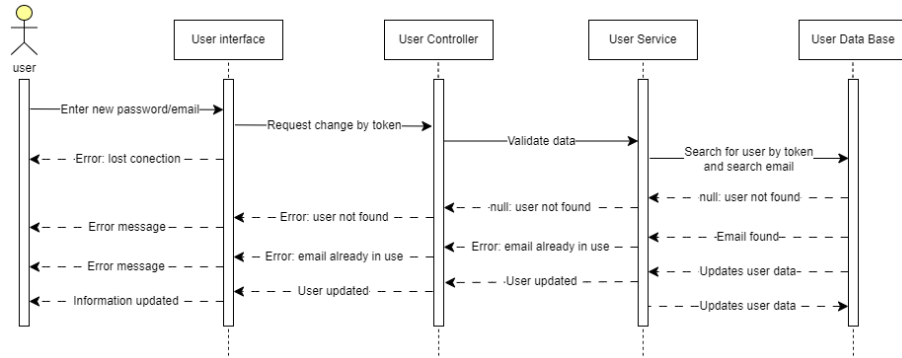 User interface
User Controller
User Service
User Data Base
user
Enter new password/email
Request change by token
Validate data
Search for user by token
and search email
Error: lost conection
null: user not found
null: user not found
Error: user not found
Error message
Email found
Error: email already in use
Error: email already in use
Error message
Updates user data
User updated
User updated
Information updated
Updates user data